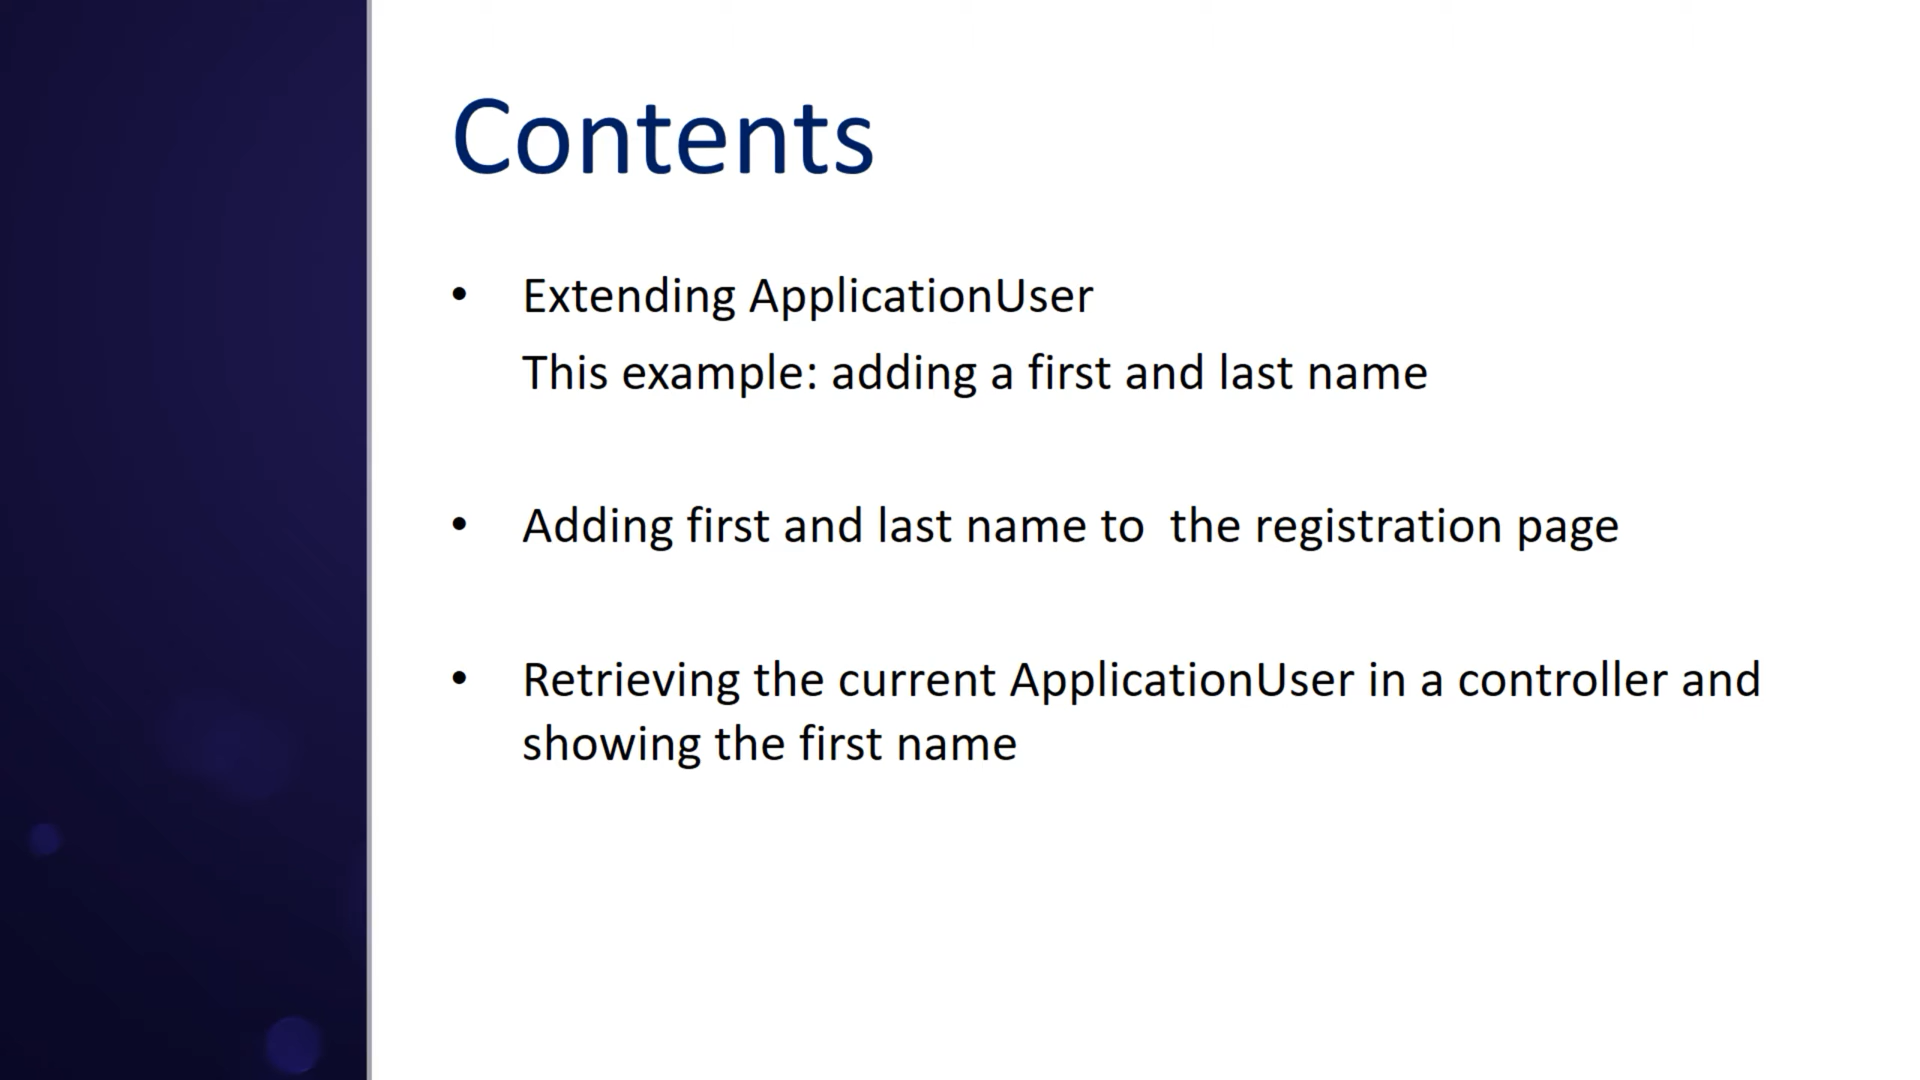 Contents
• Extending ApplicationUser
This example: adding a first and last name
• Adding first and last name to  the registration page
• Retrieving the current ApplicationUser in a controller and
showing the first name